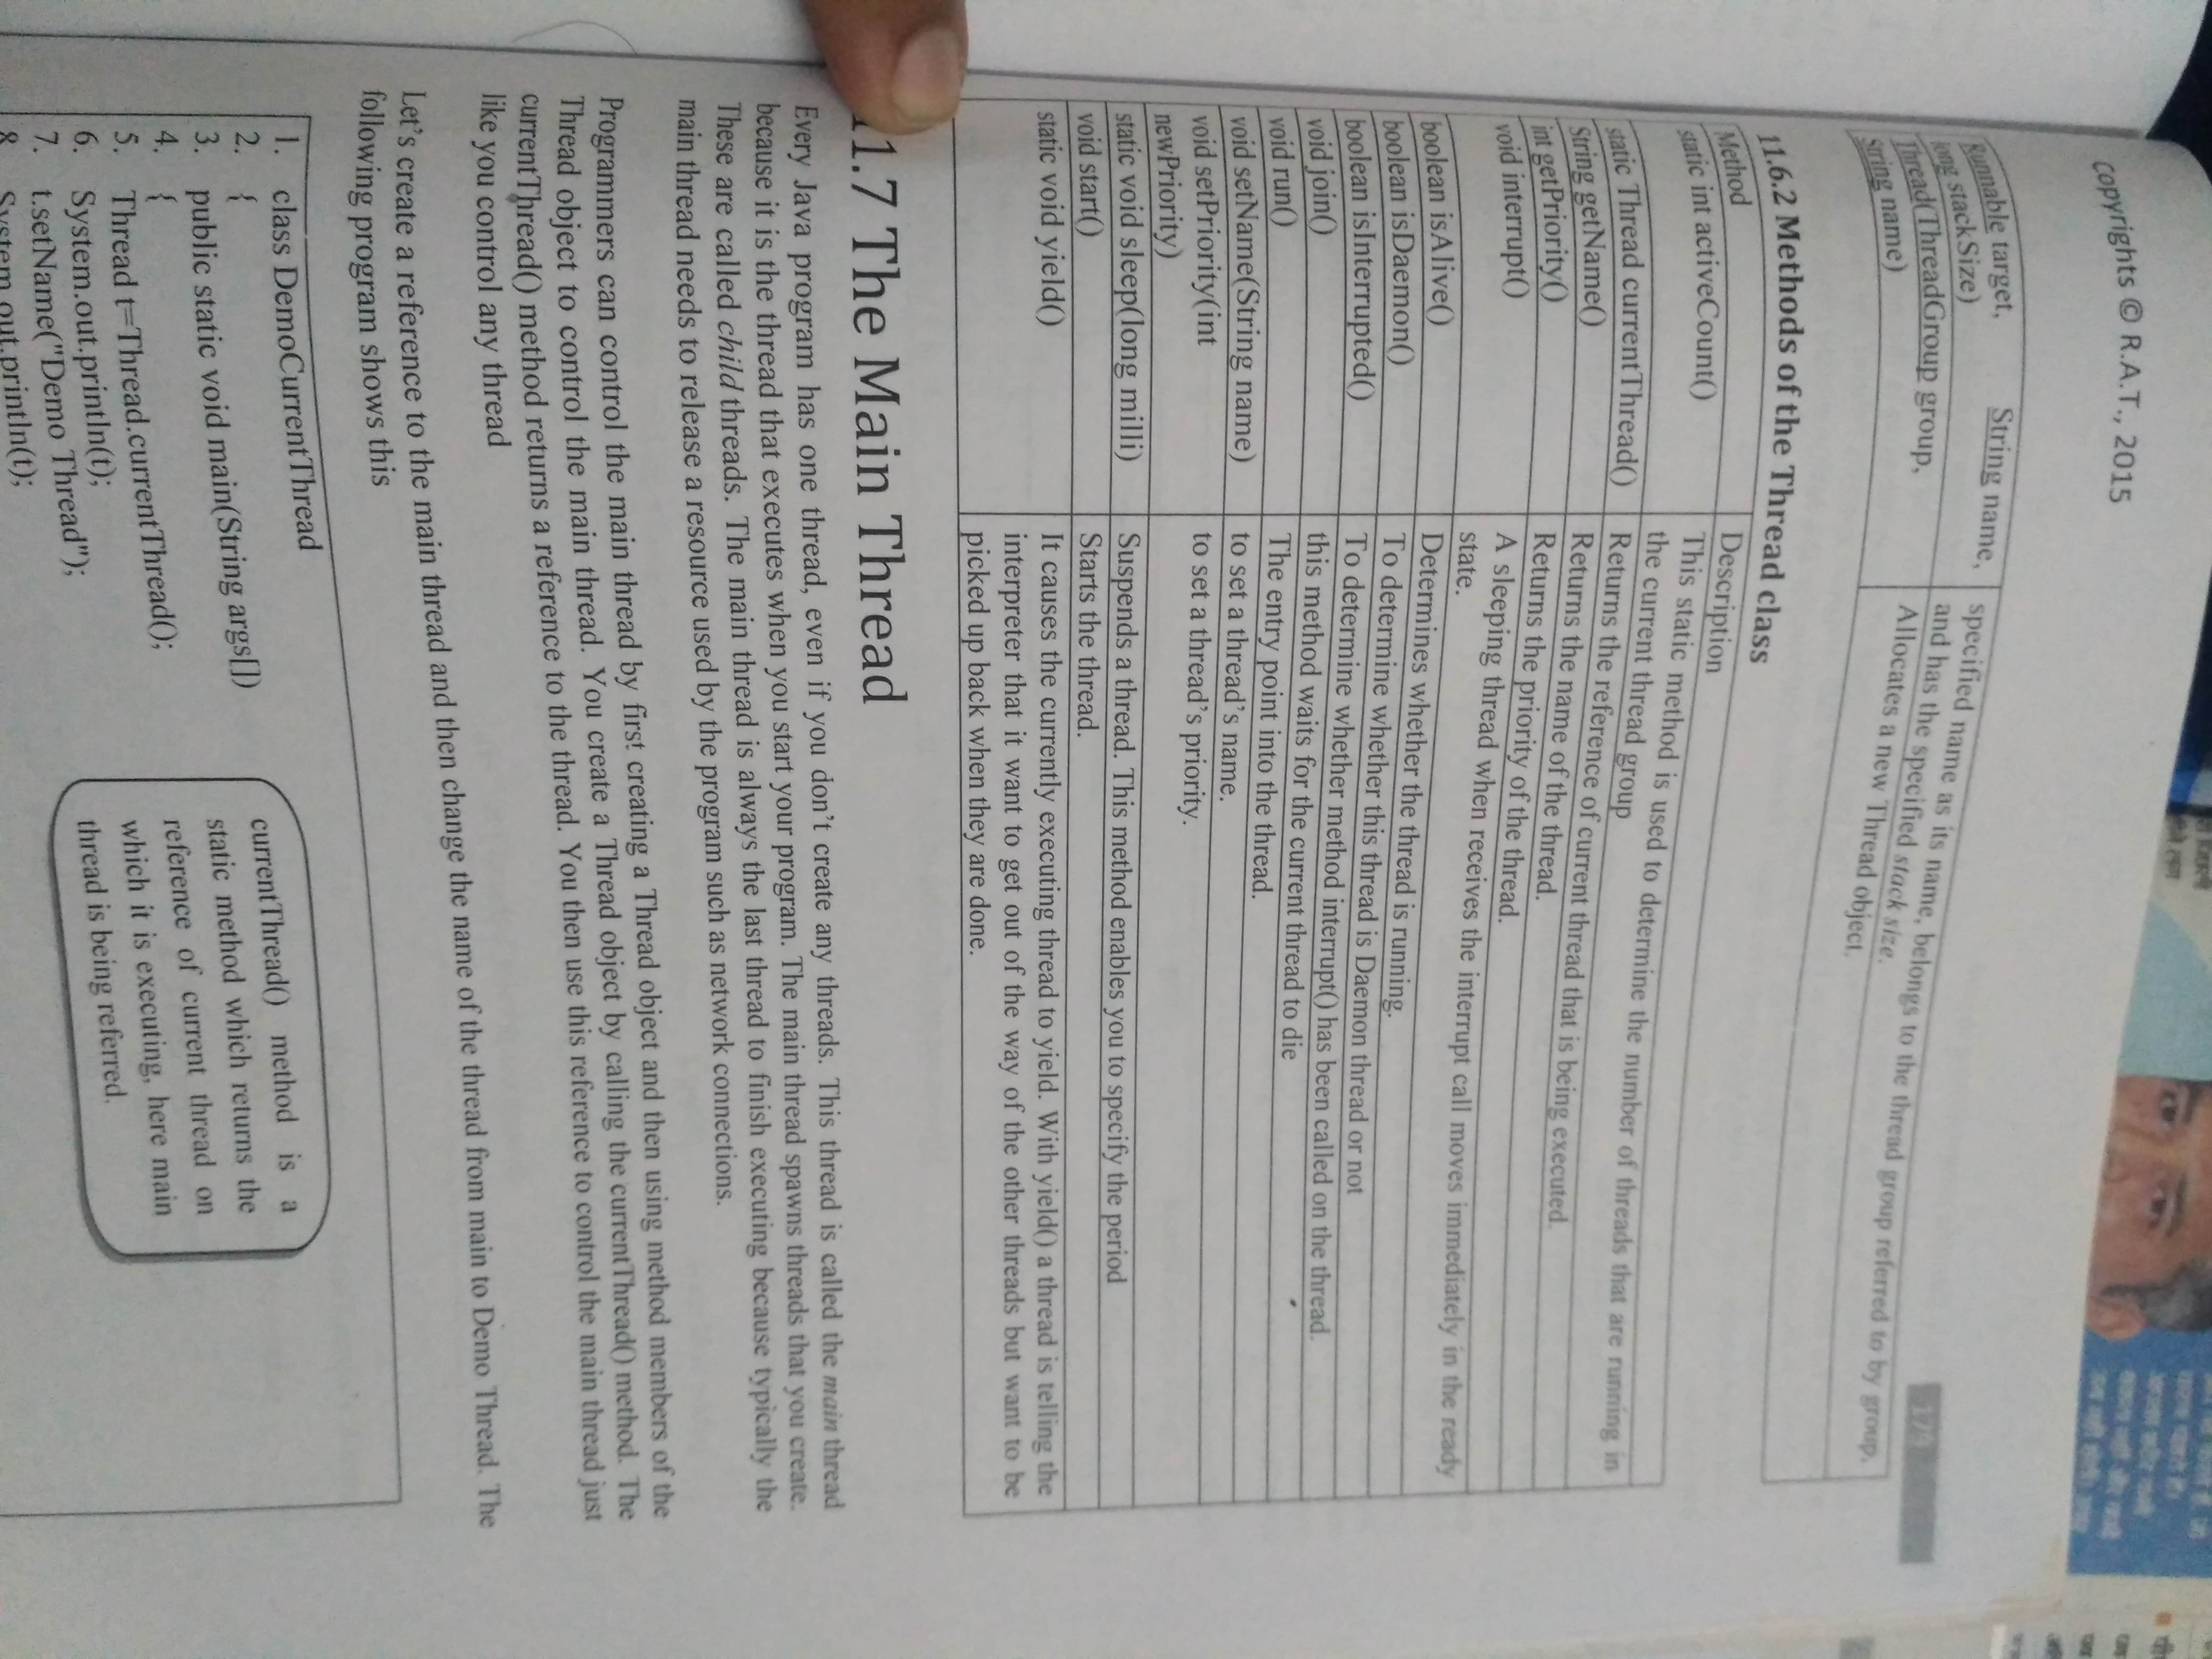 copyrights © R.A.T., 2015
Runnable target, String name,
long stackSize)
specified name as its name, belongs to the thread group referred to by group,
and has the specified stack size.
Thread(ThreadGroup group,
String name)
Allocates a new Thread object.
11.6.2 Methods of the Thread class
Method Description
static int activeCount() This static method is used to determine the number of threads that are running in
the current thread group
static Thread currentThread() Returns the reference of current thread that is being executed.
String getName() Returns the name of the thread.
int getPriority() Returns the priority of the thread.
void interrupt() A sleeping thread when receives the interrupt call moves immediately in the ready
state.
boolean isAlive() Determines whether the thread is running.
boolean isDaemon() To determine whether this thread is Daemon thread or not
boolean isInterrupted() To determine whether method interrupt() has been called on the thread.
void join() this method waits for the current thread to die
void run() The entry point into the thread.
void setName(String name) to set a thread's name.
void setPriority(int to set a thread's priority.
newPriority)
static void sleep(long milli) Suspends a thread. This method enables you to specify the period
void start() Starts the thread.
static void yield() It causes the currently executing thread to yield. With yield() a thread is telling the
interpreter that it want to get out of the way of the other threads but want to be
picked up back when they are done.
11.7 The Main Thread
Every Java program has one thread, even if you don't create any threads. This thread is called the main thread
because it is the thread that executes when you start your program. The main thread spawns threads that you create.
These are called child threads. The main thread is always the last thread to finish executing because typically the
main thread needs to release a resource used by the program such as network connections.
Programmers can control the main thread by first creating a Thread object and then using method members of the
Thread object to control the main thread. You create a Thread object by calling the currentThread() method. The
currentThread() method returns a reference to the thread. You then use this reference to control the main thread just
like you control any thread
Let's create a reference to the main thread and then change the name of the thread from main to Demo Thread. The
following program shows this
1. class DemoCurrentThread
2. {
3. public static void main(String args[])
4. {
5. Thread t=Thread.currentThread();
6. System.out.println(t);
7. t.setName("Demo Thread");
8 System.out.println(t);
currentThread() method is a
static method which returns the
reference of current thread on
which it is executing, here main
thread is being referred.